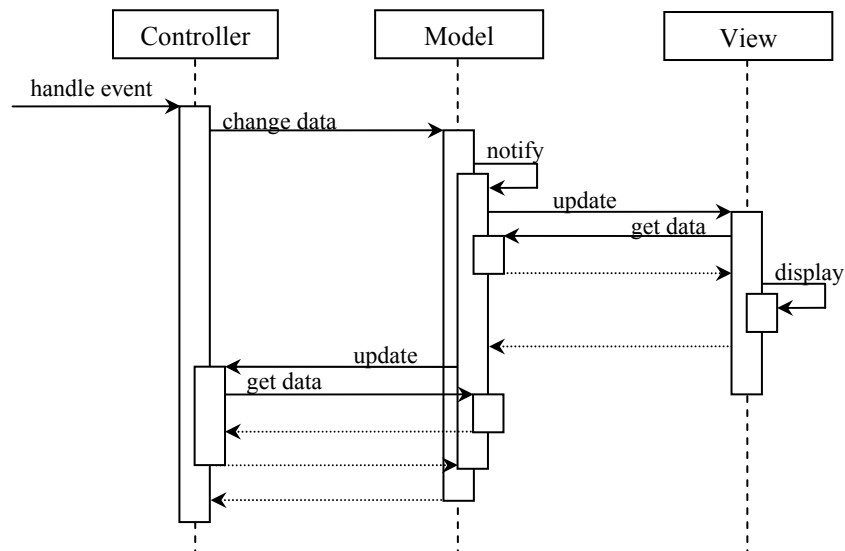 Controller
Model
View
handle event
change data
notify
update
get data
display
update
get data